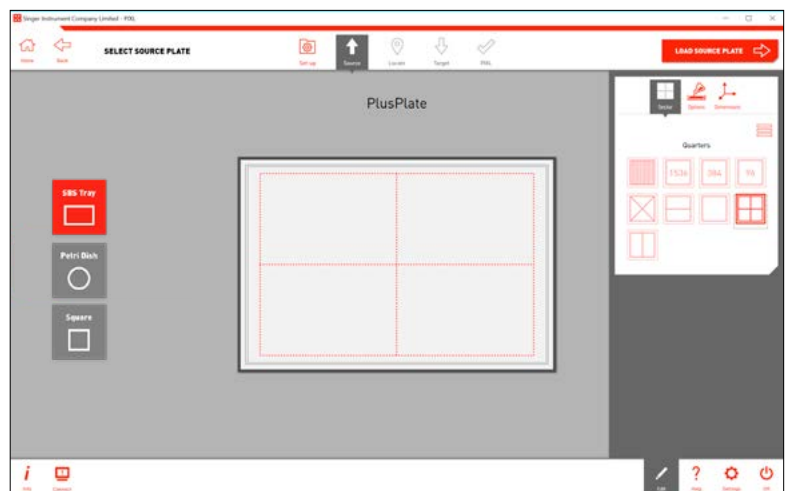 Singer Instrument Company Limited - PIXL
Home
Back
SELECT SOURCE PLATE
Set-up
Source
Locate
Target
PIXL
LOAD SOURCE PLATE
PlusPlate
SBS Tray
Petri Dish
Square
Sector
Options
Dimensions
Quarters
1536
384
96
Info
Connect
Edit
Help
Settings
Off